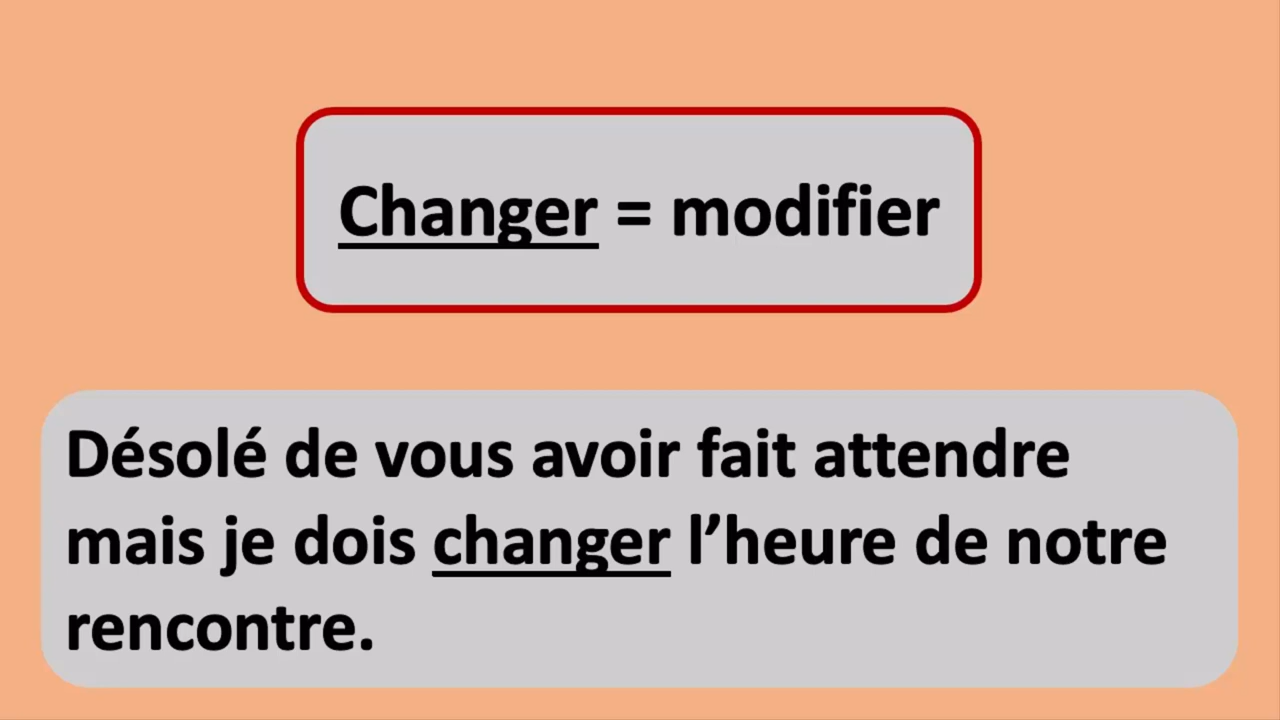 Changer = modifier
Désolé de vous avoir fait attendre
mais je dois changer l’heure de notre
rencontre.